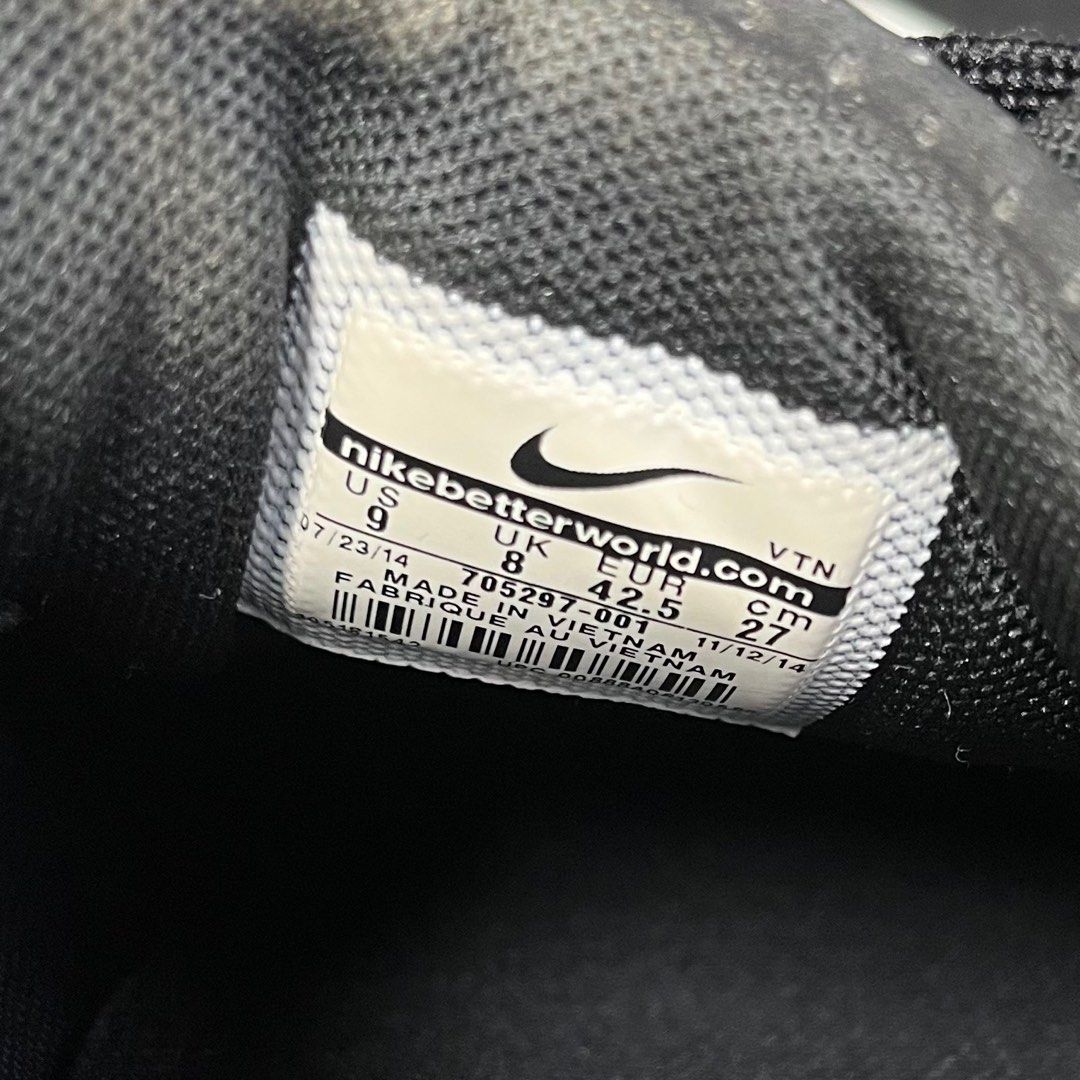 nikebetterworld.com
VTN
US UK EUR cm
9 8 42.5 27
07/23/14 705297-001 11/12/14
MADE IN VIETNAM
FABRIQUE AU VIETNAM